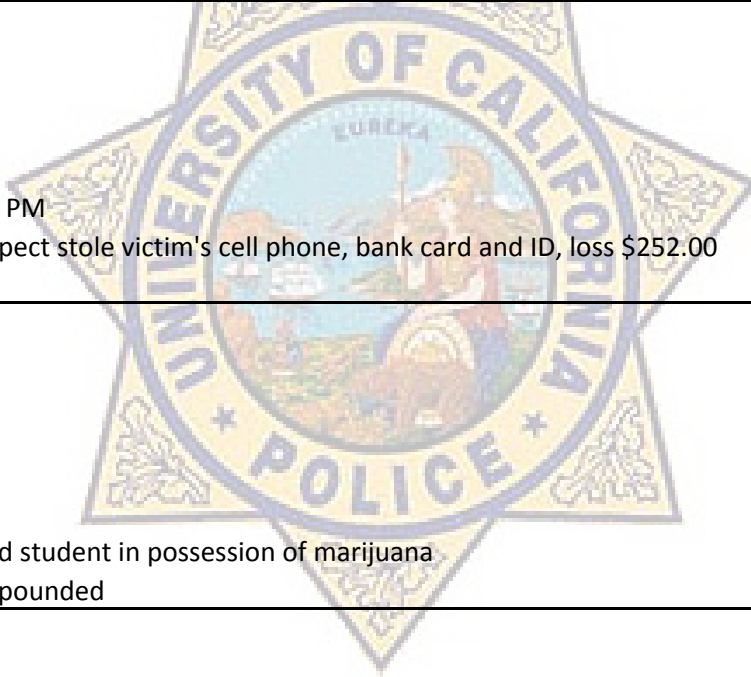 UNIVERSITY OF CALIFORNIA
EUREKA
PM
pect stole victim's cell phone, bank card and ID, loss $252.00
POLICE
d student in possession of marijuana
pounded